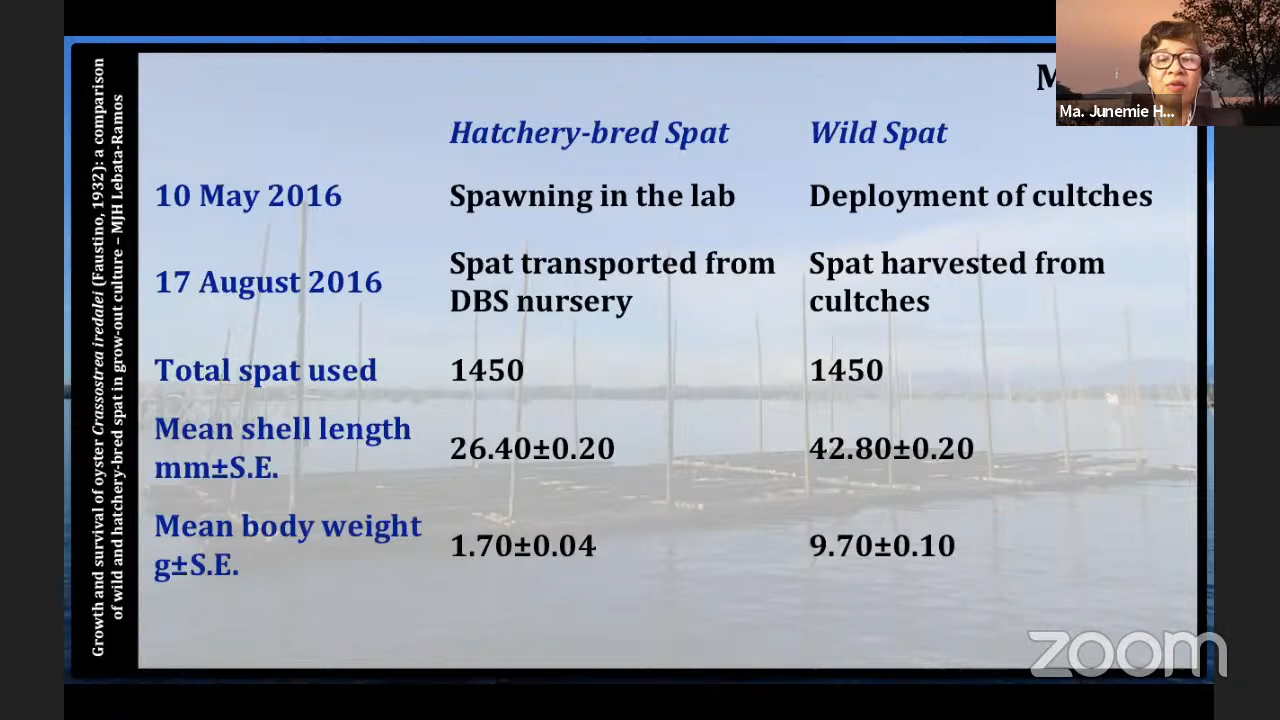 M
Ma. Junemie H...
Hatchery-bred Spat
Wild Spat
10 May 2016
Spawning in the lab
Deployment of cultches
17 August 2016
Spat transported from
DBS nursery
Spat harvested from
cultches
Total spat used
1450
1450
Mean shell length
mm±S.E.
26.40±0.20
42.80±0.20
Mean body weight
g±S.E.
1.70±0.04
9.70±0.10
Growth and survival of oyster Crassostrea iredalei (Faustino, 1932): a comparison
of wild and hatchery-bred spat in grow-out culture – MJH Lebata-Ramos
zoom